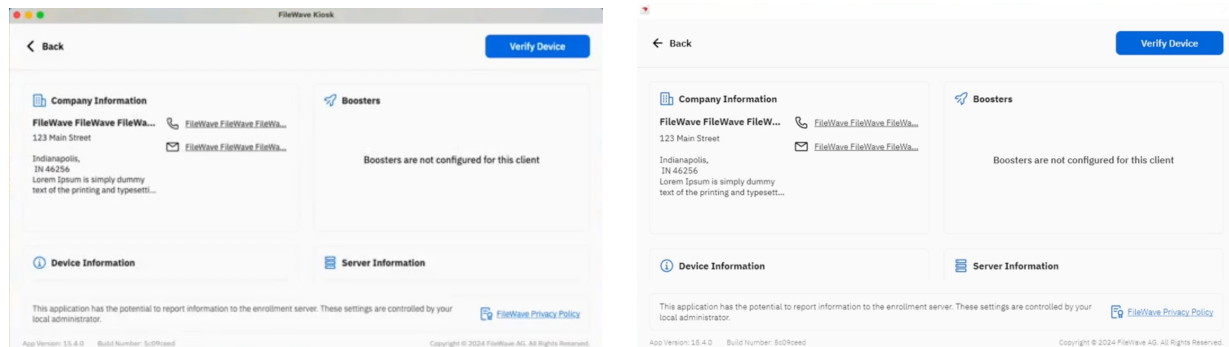 FileWave Kiosk
Back
Verify Device
Company Information
FileWave FileWave FileWa...
123 Main Street
Indianapolis,
IN 46256
Lorem Ipsum is simply dummy
text of the printing and typesetti...
FileWave FileWave FileWa...
FileWave FileWave FileWa...
Boosters
Boosters are not configured for this client
Device Information
Server Information
This application has the potential to report information to the enrollment server. These settings are controlled by your
local administrator.
FileWave Privacy Policy
App Version: 15.4.0 Build Number: 5c09ceed
Copyright © 2024 FileWave AG. All Rights Reserved.
Back
Verify Device
Company Information
FileWave FileWave FileW...
123 Main Street
Indianapolis,
IN 46256
Lorem Ipsum is simply dummy
text of the printing and typesett...
FileWave FileWave FileWa...
FileWave FileWave FileWa...
Boosters
Boosters are not configured for this client
Device Information
Server Information
This application has the potential to report information to the enrollment server. These settings are controlled by your
local administrator.
FileWave Privacy Policy
App Version: 15.4.0 Build Number: 5c09ceed
Copyright © 2024 FileWave AG. All Rights Reserved.